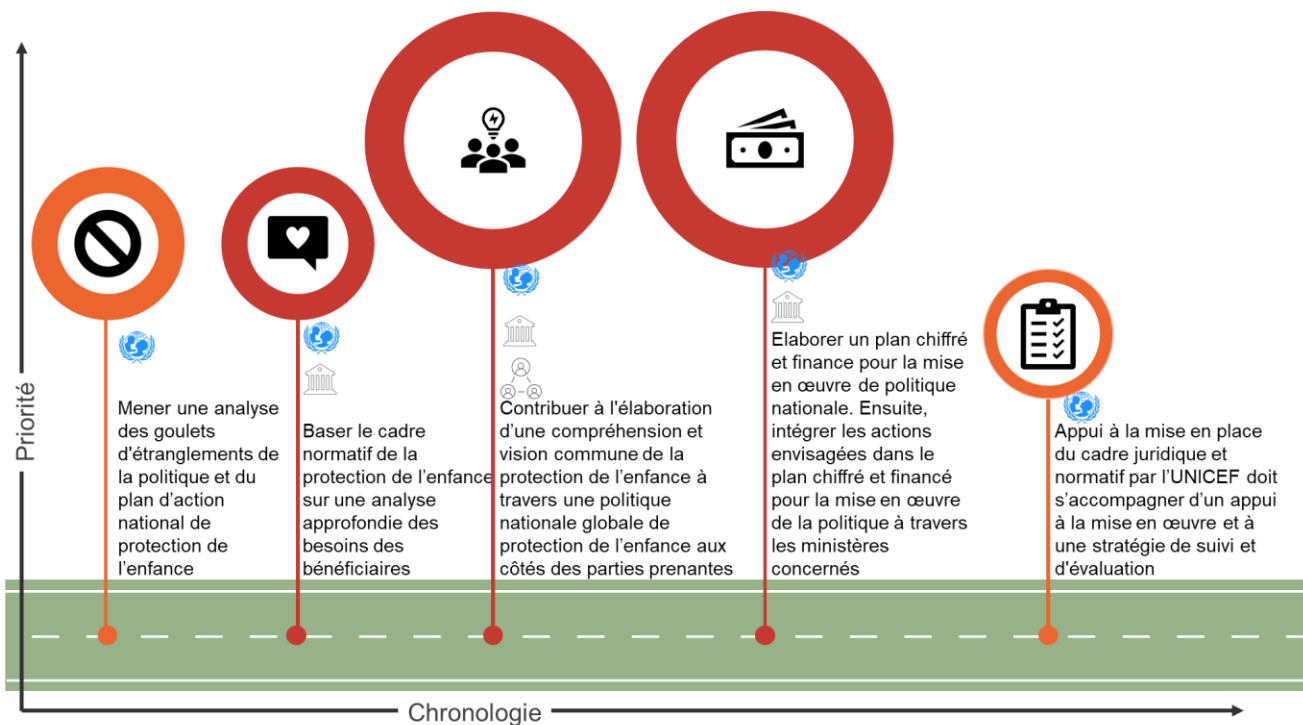 Priorité
Mener une analyse
des goulets
d'étranglements de
la politique et du
plan d'action
national de
protection de
l'enfance
Baser le cadre
normatif de la
protection de l'enfance
sur une analyse
approfondie des
besoins des
bénéficiaires
Contribuer à l'élaboration
d'une compréhension et
vision commune de la
protection de l'enfance à
travers une politique
nationale globale de
protection de l'enfance aux
côtés des parties prenantes
Elaborer un plan chiffré
et finance pour la mise
en œuvre de politique
nationale. Ensuite,
intégrer les actions
envisagées dans le
plan chiffré et financé
pour la mise en œuvre
de la politique à travers
les ministères
concernés
Appui à la mise en place
du cadre juridique et
normatif par l'UNICEF doit
s'accompagner d'un appui
à la mise en œuvre et à
une stratégie de suivi et
d'évaluation
Chronologie